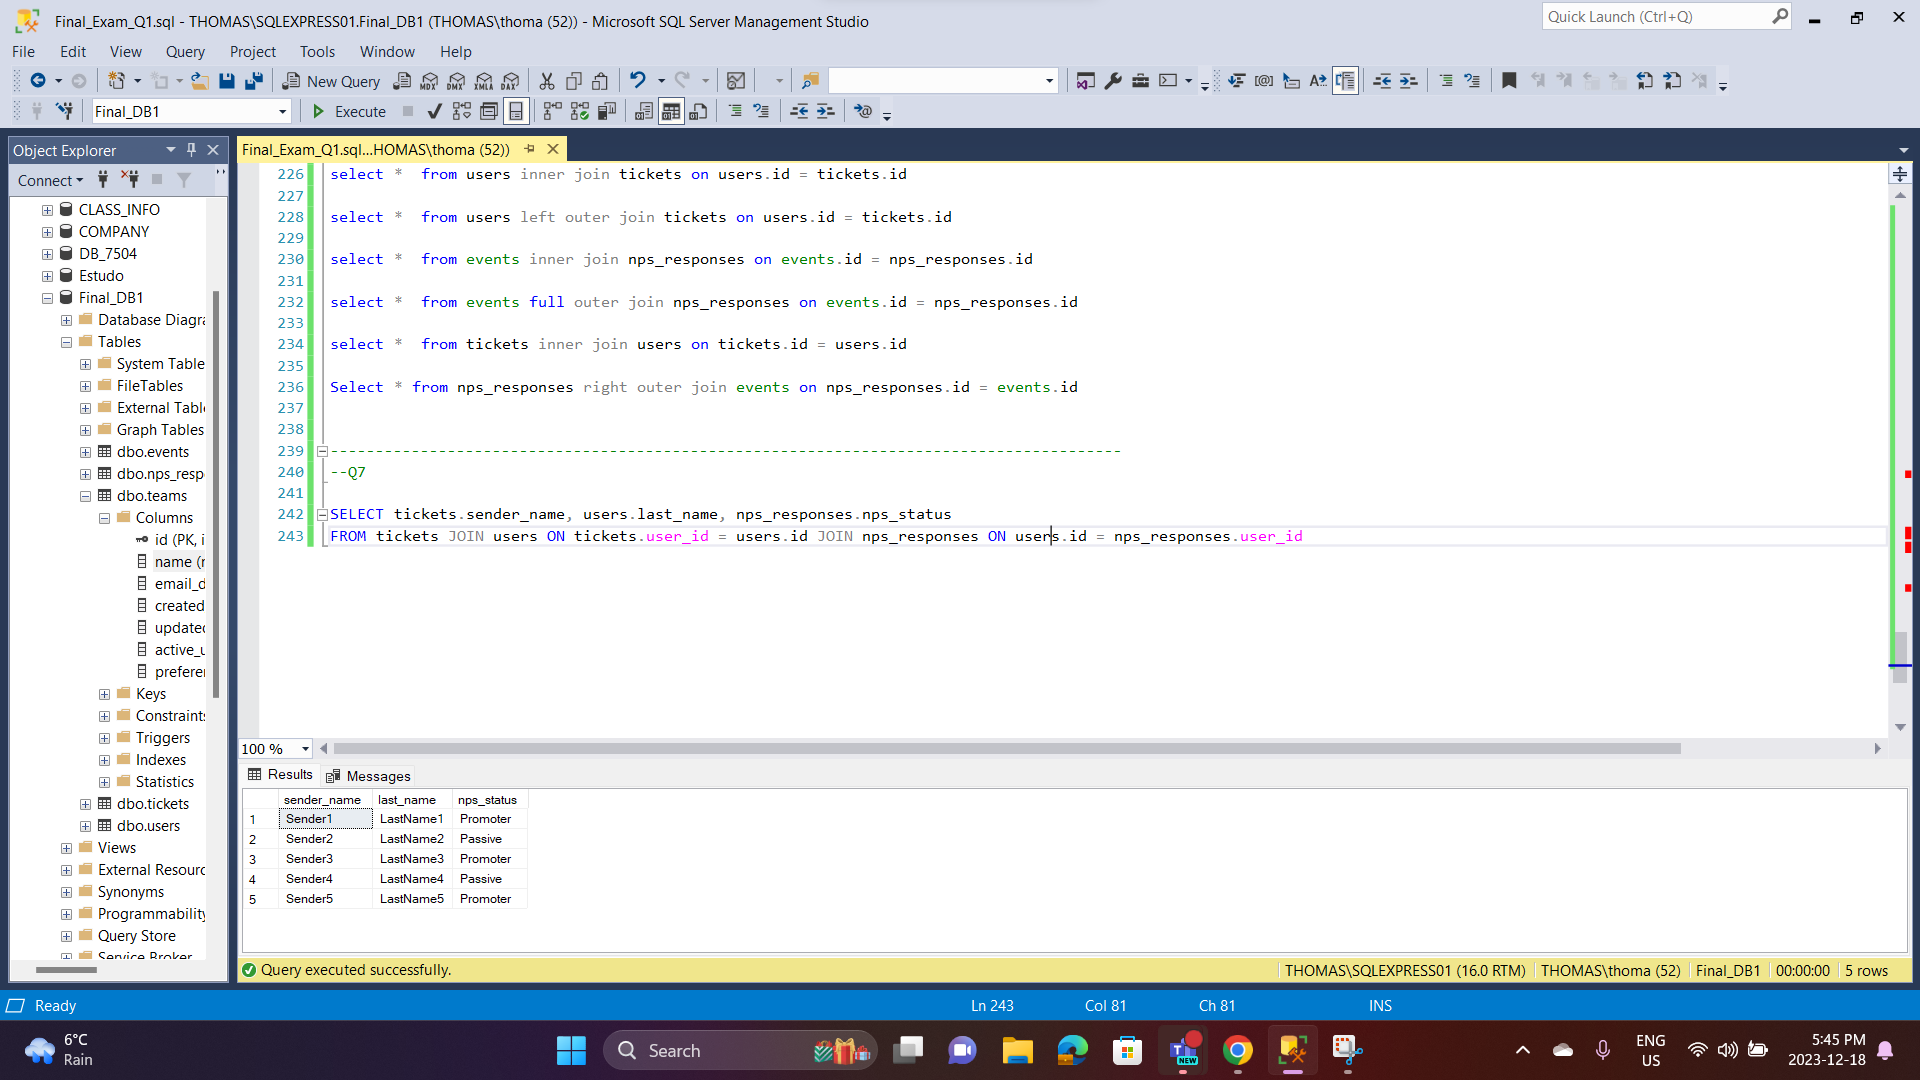 Final_Exam_Q1.sql - THOMAS\SQLEXPRESS01.Final_DB1 (THOMAS\thoma (52)) - Microsoft SQL Server Management Studio
Quick Launch (Ctrl+Q)
File Edit View Query Project Tools Window Help
New Query
MDX DMX XMLA DAX
Final_DB1
Execute
Object Explorer
Final_Exam_Q1.sql...HOMAS\thoma (52))
Connect
CLASS_INFO
COMPANY
DB_7504
Estudo
Final_DB1
Database Diagra
Tables
System Table
FileTables
External Table
Graph Tables
dbo.events
dbo.nps_resp
dbo.teams
Columns
id (PK, i
name (r
email_d
created
updated
active_u
preferer
Keys
Constraints
Triggers
Indexes
Statistics
dbo.tickets
dbo.users
Views
External Resourc
Synonyms
Programmability
Query Store
Service Broker
226 select * from users inner join tickets on users.id = tickets.id
227
228 select * from users left outer join tickets on users.id = tickets.id
229
230 select * from events inner join nps_responses on events.id = nps_responses.id
231
232 select * from events full outer join nps_responses on events.id = nps_responses.id
233
234 select * from tickets inner join users on tickets.id = users.id
235
236 Select * from nps_responses right outer join events on nps_responses.id = events.id
237
238
239 ----------------------------------------------------------------------------------------
240 --Q7
241
242 SELECT tickets.sender_name, users.last_name, nps_responses.nps_status
243 FROM tickets JOIN users ON tickets.user_id = users.id JOIN nps_responses ON users.id = nps_responses.user_id
100 %
Results Messages
sender_name last_name nps_status
1 Sender1 LastName1 Promoter
2 Sender2 LastName2 Passive
3 Sender3 LastName3 Promoter
4 Sender4 LastName4 Passive
5 Sender5 LastName5 Promoter
Query executed successfully.
THOMAS\SQLEXPRESS01 (16.0 RTM) THOMAS\thoma (52) Final_DB1 00:00:00 5 rows
Ready
Ln 243 Col 81 Ch 81 INS
6°C
Rain
Search
NEW
ENG
US
5:45 PM
2023-12-18